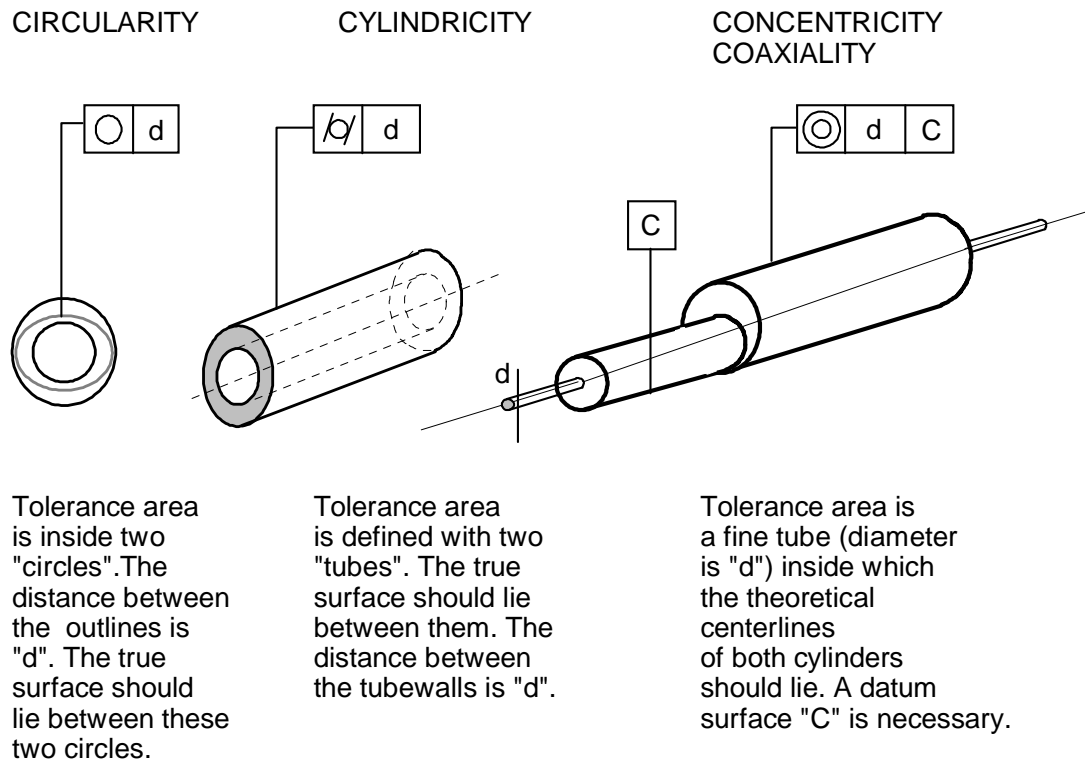 CIRCULARITY
CYLINDRICITY
CONCENTRICITY
COAXIALITY
d
d
d C
C
d
Tolerance area
is inside two
"circles".The
distance between
the outlines is
"d". The true
surface should
lie between these
two circles.
Tolerance area
is defined with two
"tubes". The true
surface should lie
between them. The
distance between
the tubewalls is "d".
Tolerance area is
a fine tube (diameter
is "d") inside which
the theoretical
centerlines
of both cylinders
should lie. A datum
surface "C" is necessary.